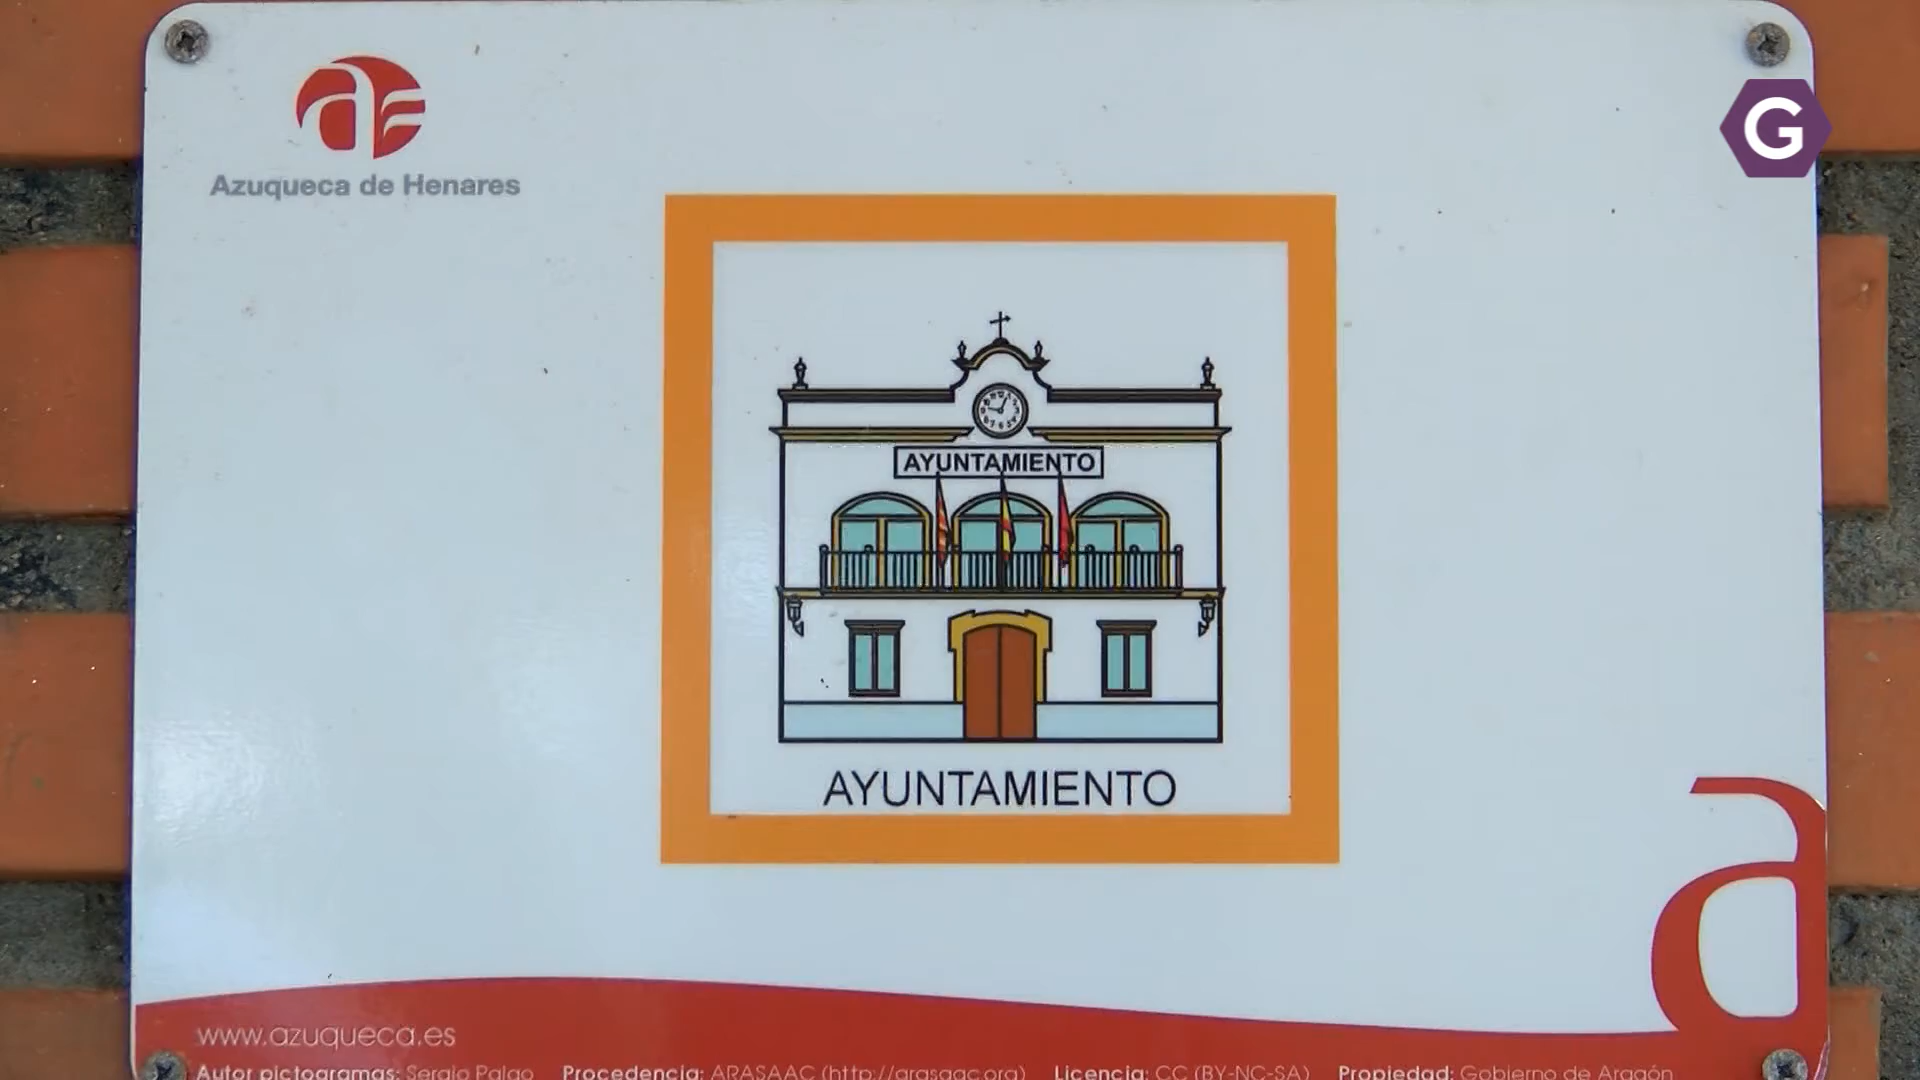 Azuqueca de Henares
G
AYUNTAMIENTO
AYUNTAMIENTO
a
www.azuqueca.es
Autor pictogramas: Sergio Palao Procedencia: ARASAAC (http://arasaac.org) Licencia: CC (BY-NC-SA) Propiedad: Gobierno de Aragón